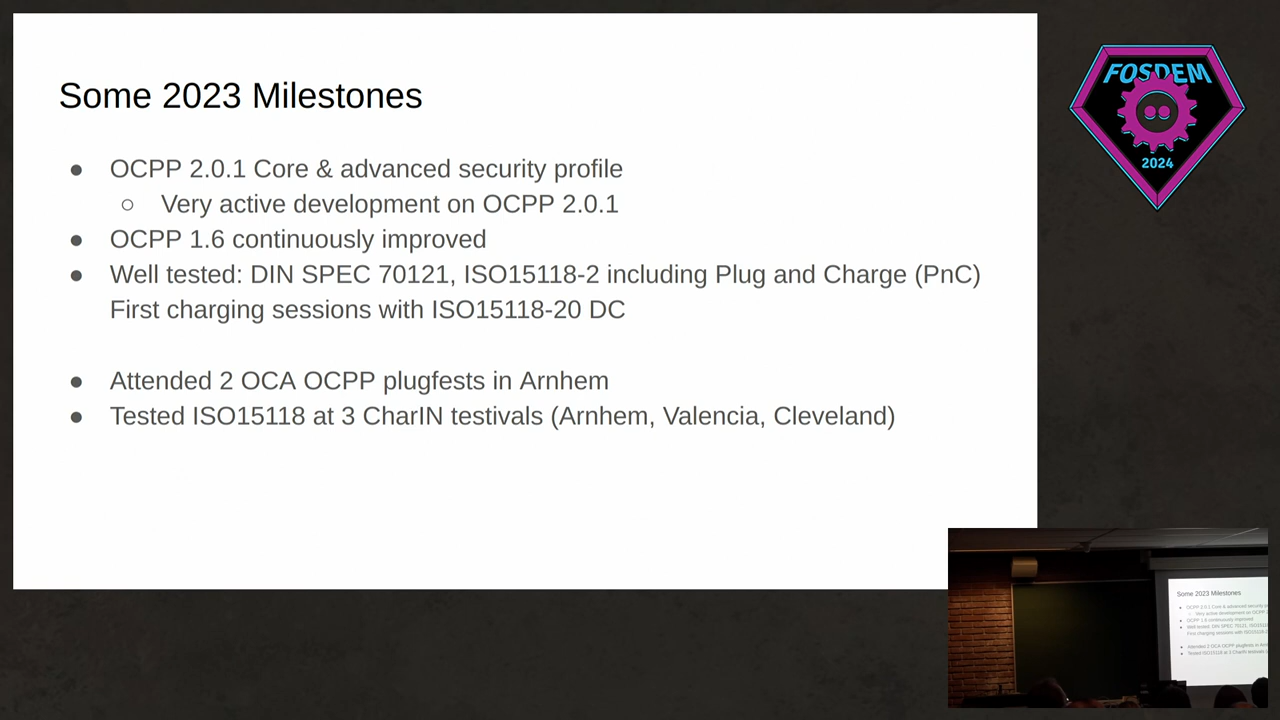 Some 2023 Milestones
● OCPP 2.0.1 Core & advanced security profile
○ Very active development on OCPP 2.0.1
● OCPP 1.6 continuously improved
● Well tested: DIN SPEC 70121, ISO15118-2 including Plug and Charge (PnC)
First charging sessions with ISO15118-20 DC
● Attended 2 OCA OCPP plugfests in Arnhem
● Tested ISO15118 at 3 CharIN testivals (Arnhem, Valencia, Cleveland)
FOSDEM
2024
Some 2023 Milestones